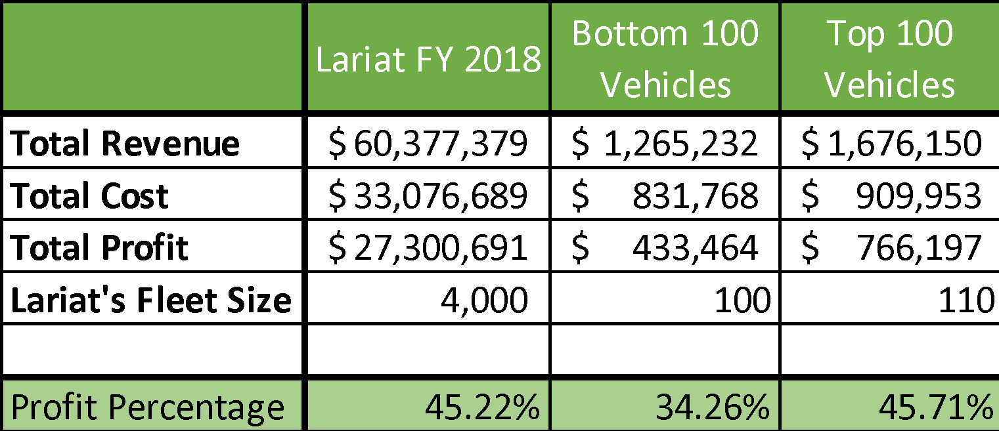 Lariat FY 2018 Bottom 100 Vehicles Top 100 Vehicles
Total Revenue $ 60,377,379 $ 1,265,232 $ 1,676,150
Total Cost $ 33,076,689 $ 831,768 $ 909,953
Total Profit $ 27,300,691 $ 433,464 $ 766,197
Lariat's Fleet Size 4,000 100 110
Profit Percentage 45.22% 34.26% 45.71%